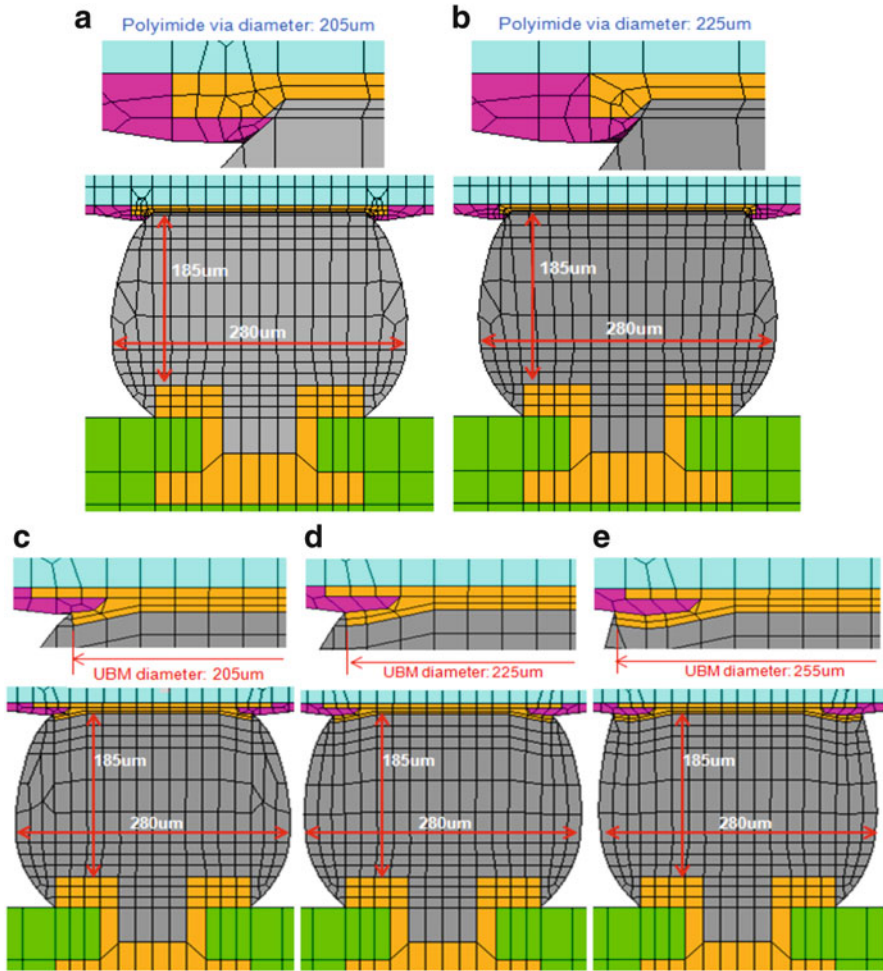 a
Polyimide via diameter: 205um
b
Polyimide via diameter: 225um
185um
280um
185um
280um
c
d
e
UBM diameter: 205um
UBM diameter: 225um
UBM diameter: 255um
185um
280um
185um
280um
185um
280um